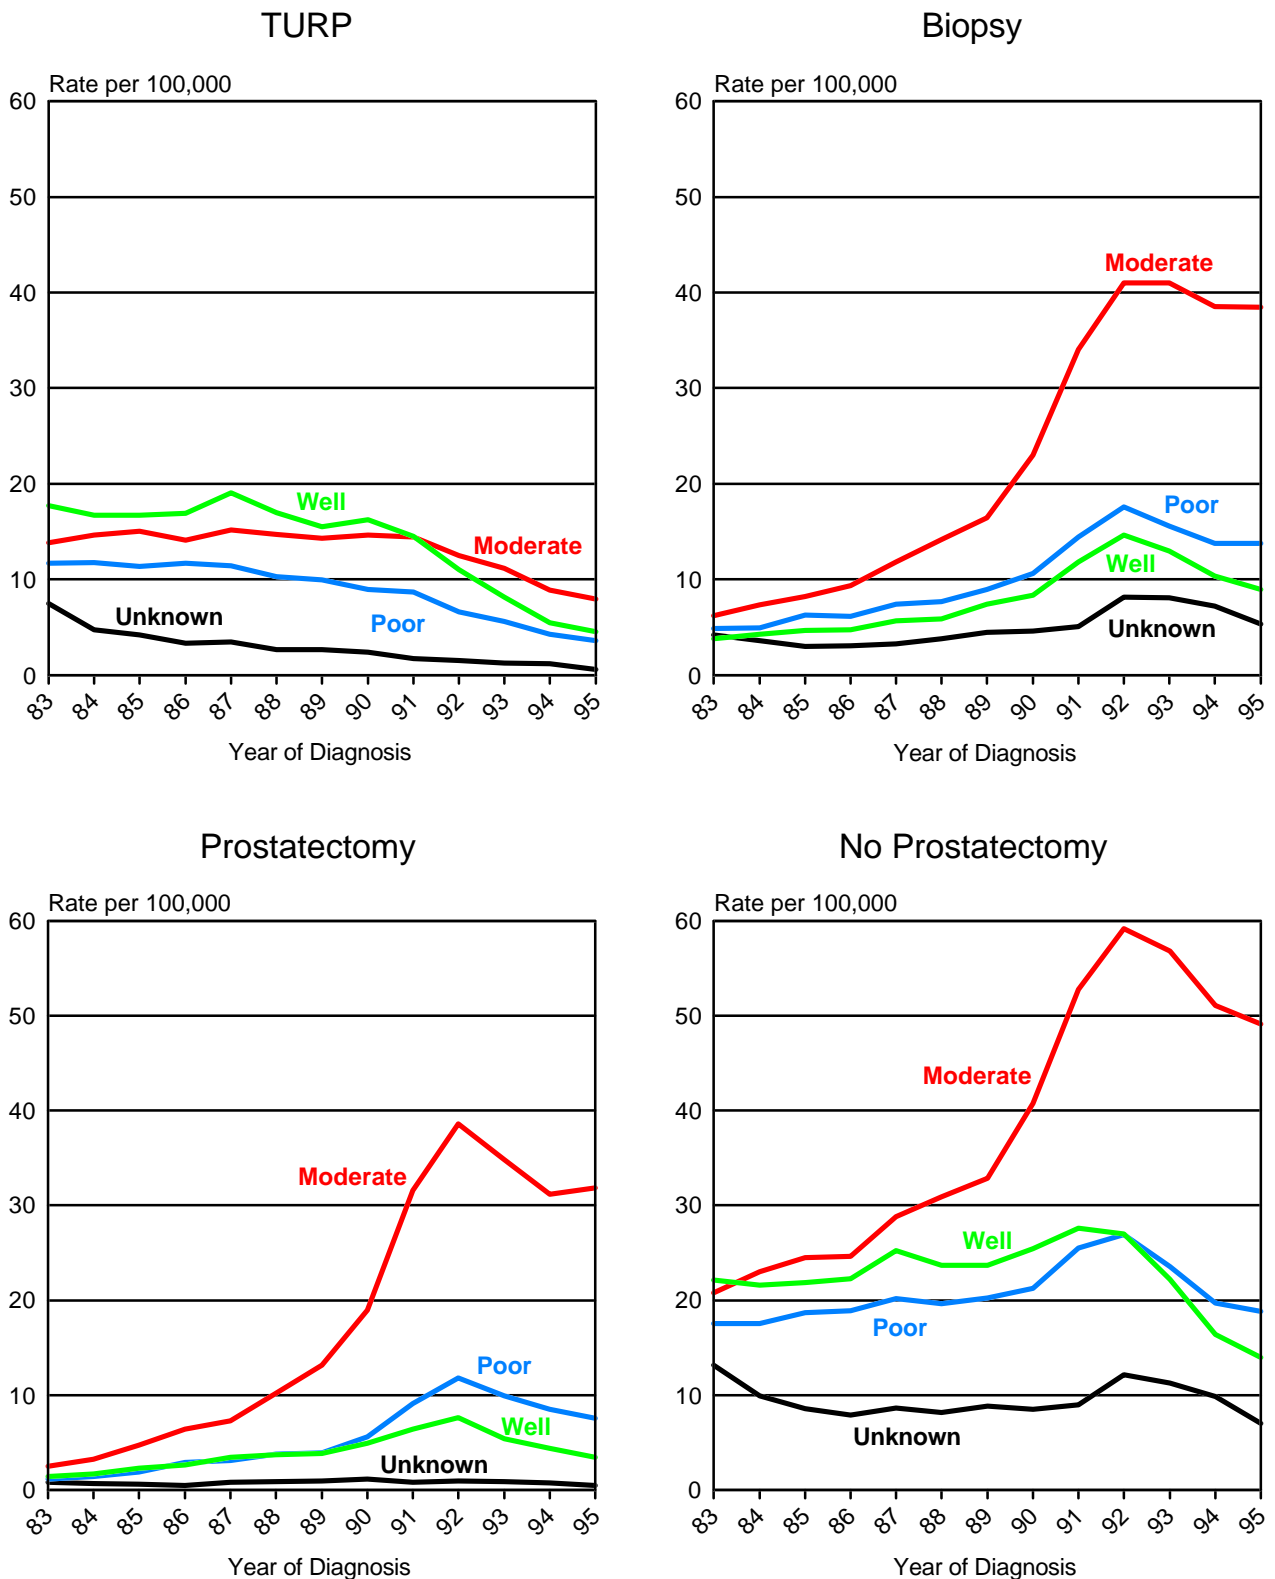 TURP
Rate per 100,000
60
50
40
30
20
10
0
Well
Moderate
Unknown
Poor
83 84 85 86 87 88 89 90 91 92 93 94 95
Year of Diagnosis
Biopsy
Rate per 100,000
60
50
40
30
20
10
0
Moderate
Poor
Well
Unknown
83 84 85 86 87 88 89 90 91 92 93 94 95
Year of Diagnosis
Prostatectomy
Rate per 100,000
60
50
40
30
20
10
0
Moderate
Poor
Well
Unknown
83 84 85 86 87 88 89 90 91 92 93 94 95
Year of Diagnosis
No Prostatectomy
Rate per 100,000
60
50
40
30
20
10
0
Moderate
Well
Poor
Unknown
83 84 85 86 87 88 89 90 91 92 93 94 95
Year of Diagnosis